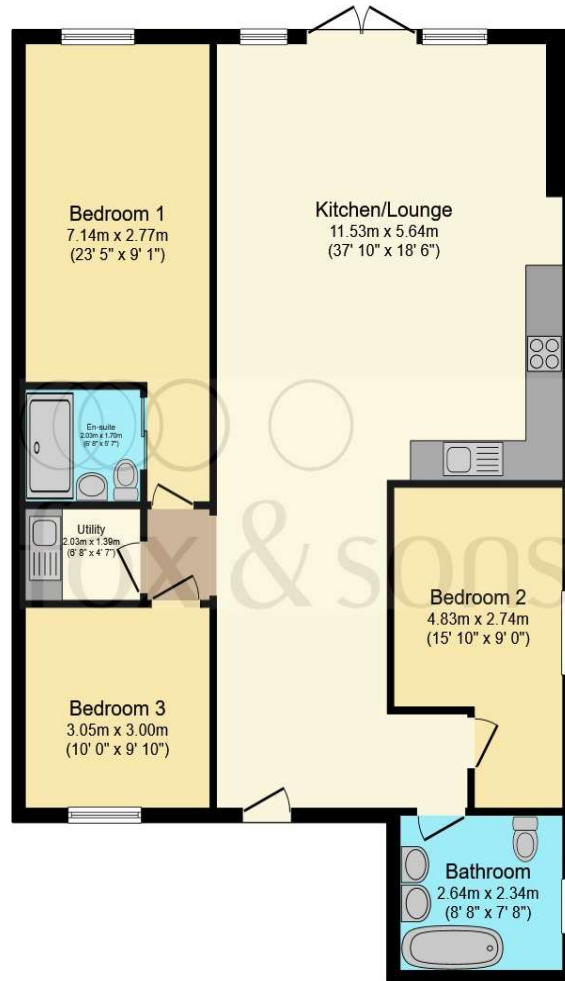 Bedroom 1
7.14m x 2.77m
(23' 5" x 9' 1")
Kitchen/Lounge
11.53m x 5.64m
(37' 10" x 18' 6")
En-suite
2.03m x 1.70m
(6' 8" x 5' 7")
Utility
2.03m x 1.39m
(6' 8" x 4' 7")
fox & sons
Bedroom 2
4.83m x 2.74m
(15' 10" x 9' 0")
Bedroom 3
3.05m x 3.00m
(10' 0" x 9' 10")
Bathroom
2.64m x 2.34m
(8' 8" x 7' 8")